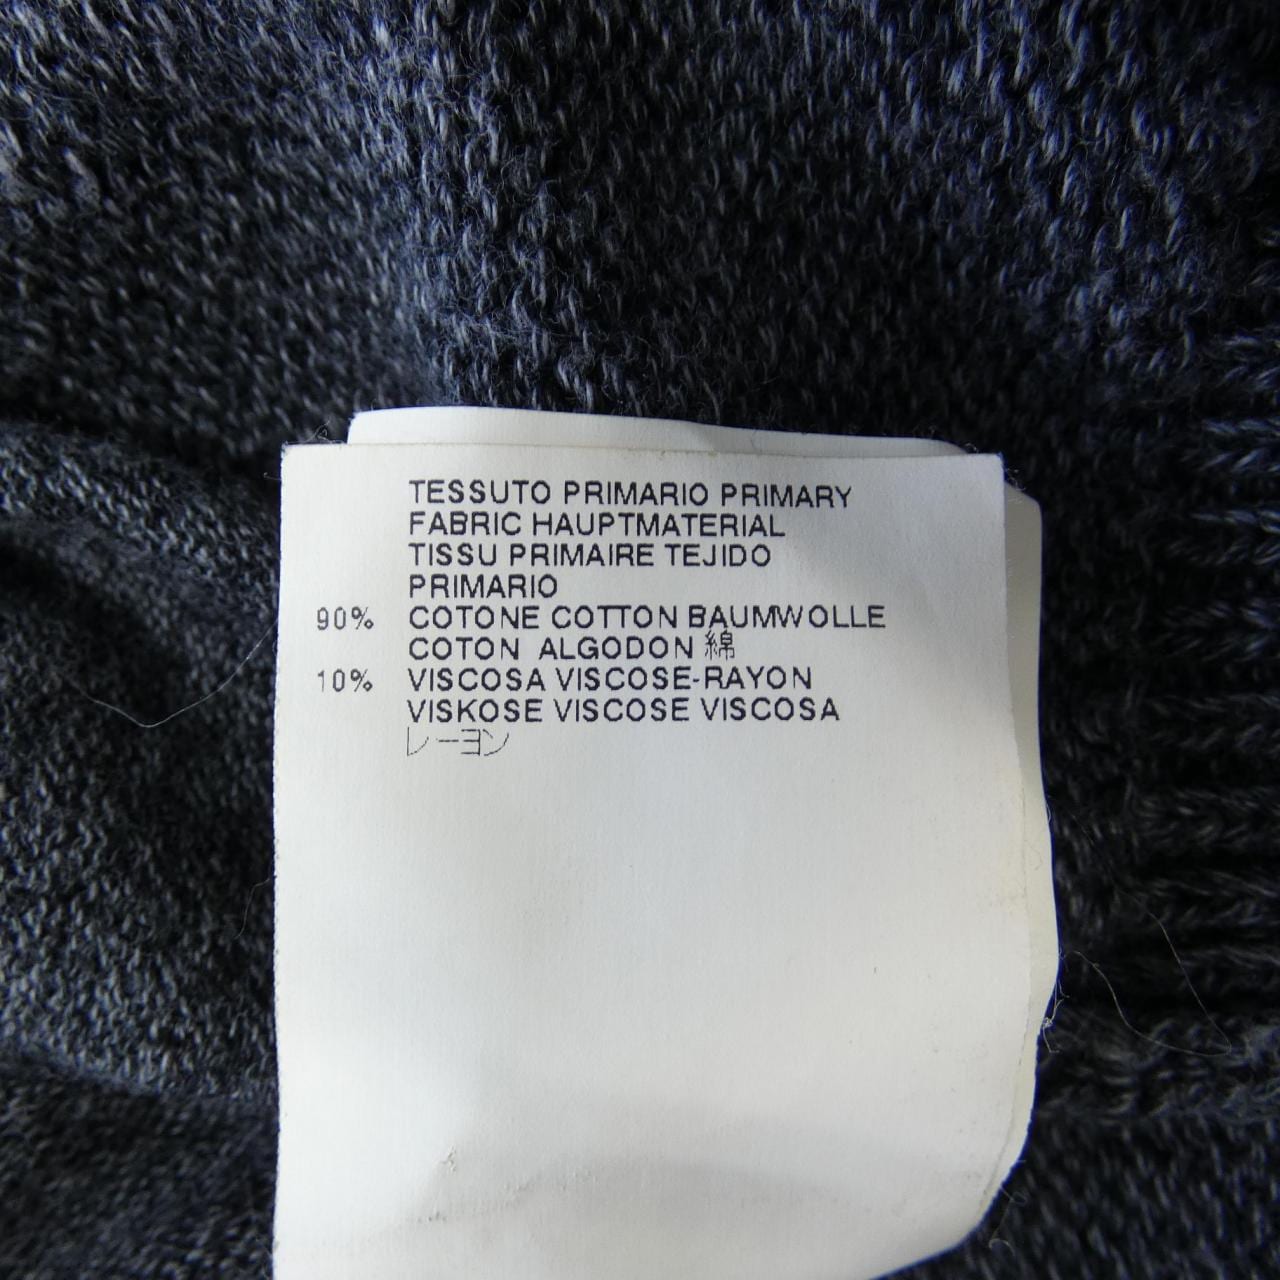 TESSUTO PRIMARIO PRIMARY
FABRIC HAUPTMATERIAL
TISSU PRIMAIRE TEJIDO
PRIMARIO
90% COTONE COTTON BAUMWOLLE
COTON ALGODON 綿
10% VISCOSA VISCOSE-RAYON
VISKOSE VISCOSE VISCOSA
レーヨン